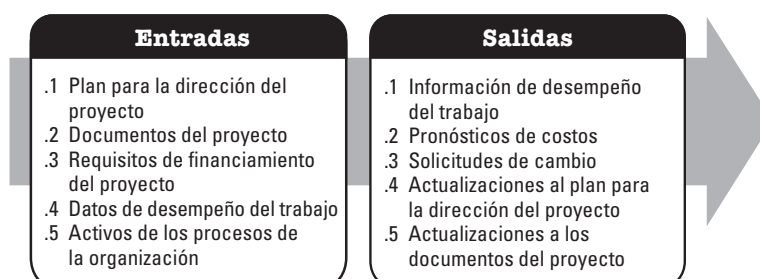 Entradas
.1 Plan para la dirección del
proyecto
.2 Documentos del proyecto
.3 Requisitos de financiamiento
del proyecto
.4 Datos de desempeño del trabajo
.5 Activos de los procesos de
la organización
Salidas
.1 Información de desempeño
del trabajo
.2 Pronósticos de costos
.3 Solicitudes de cambio
.4 Actualizaciones al plan para
la dirección del proyecto
.5 Actualizaciones a los
documentos del proyecto